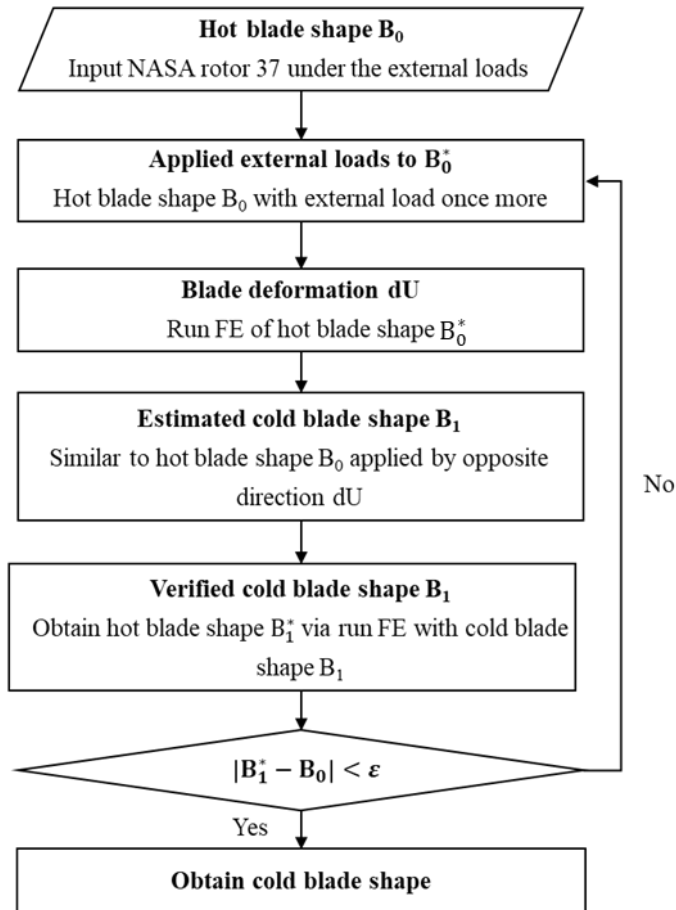 Hot blade shape B₀
Input NASA rotor 37 under the external loads
Applied external loads to B₀*
Hot blade shape B₀ with external load once more
Blade deformation dU
Run FE of hot blade shape B₀*
Estimated cold blade shape B₁
Similar to hot blade shape B₀ applied by opposite
direction dU
No
Verified cold blade shape B₁
Obtain hot blade shape B₁* via run FE with cold blade
shape B₁
|B₁* − B₀| < ε
Yes
Obtain cold blade shape